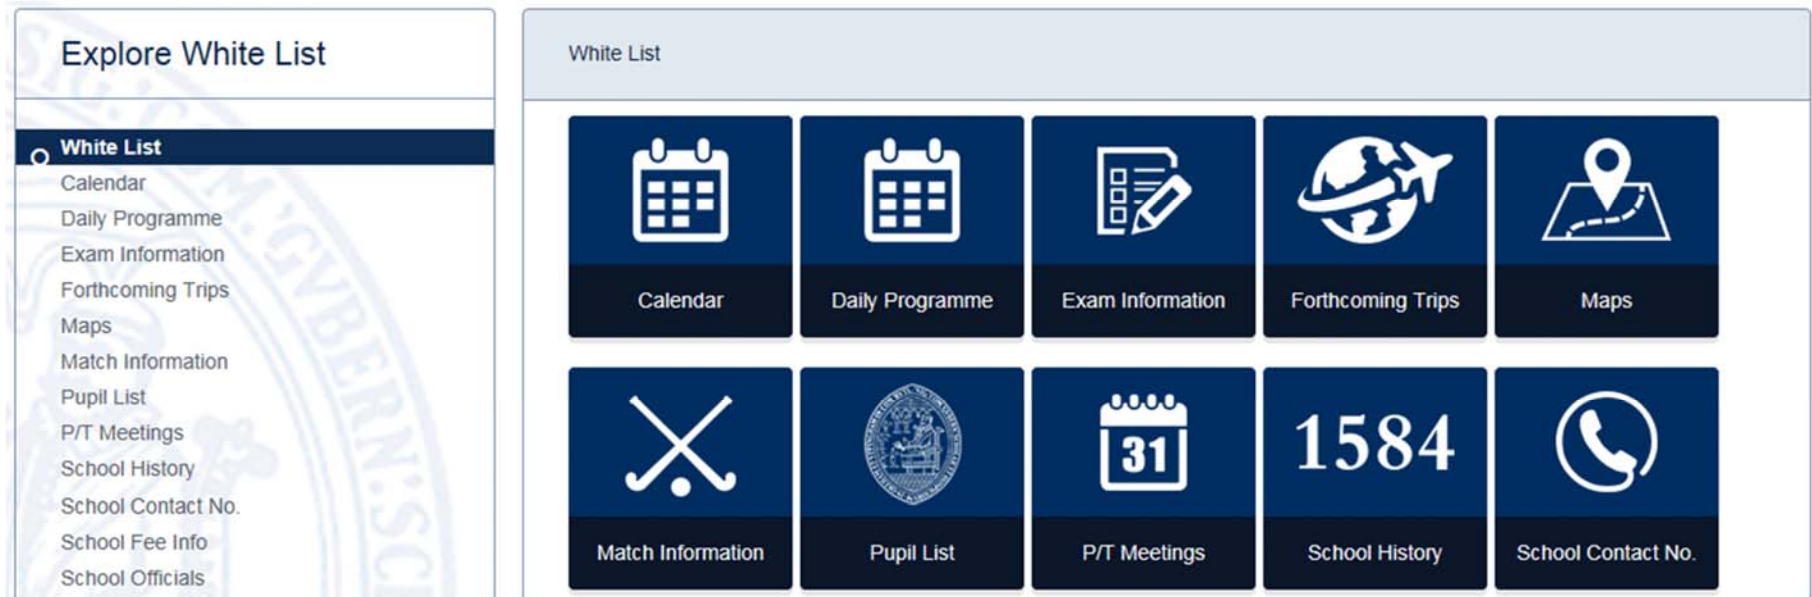 Explore White List
White List
Calendar
Daily Programme
Exam Information
Forthcoming Trips
Maps
Match Information
Pupil List
P/T Meetings
School History
School Contact No.
School Fee Info
School Officials
White List
Calendar
Daily Programme
Exam Information
Forthcoming Trips
Maps
31
1584
Match Information
Pupil List
P/T Meetings
School History
School Contact No.